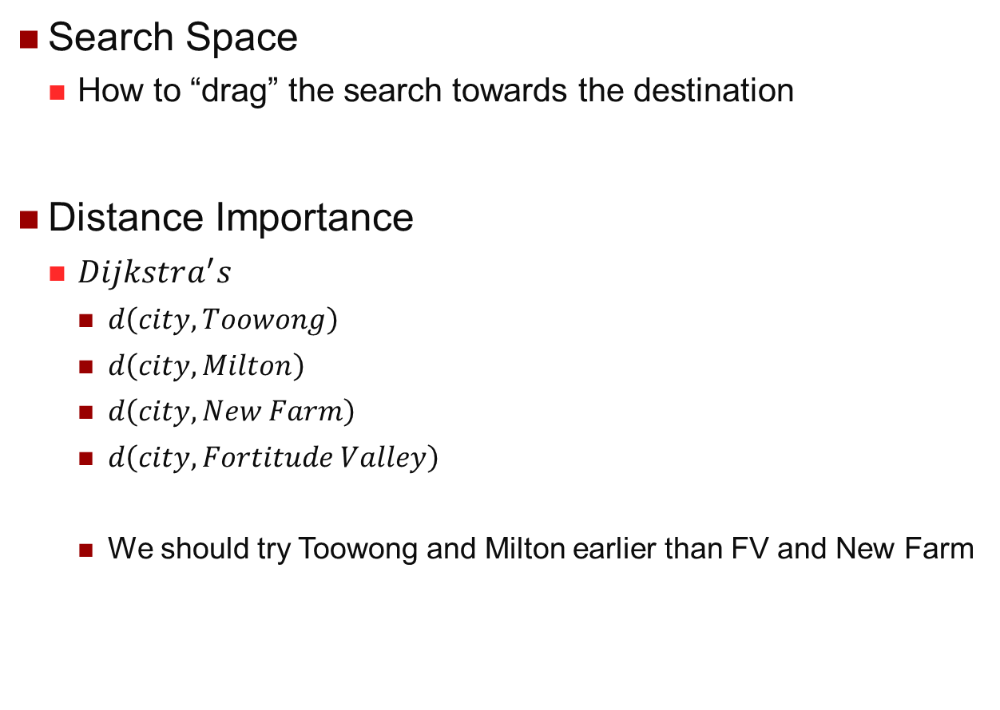 Search Space
How to “drag” the search towards the destination
Distance Importance
Dijkstra′s
d(city, Toowong)
d(city, Milton)
d(city, New Farm)
d(city, Fortitude Valley)
We should try Toowong and Milton earlier than FV and New Farm